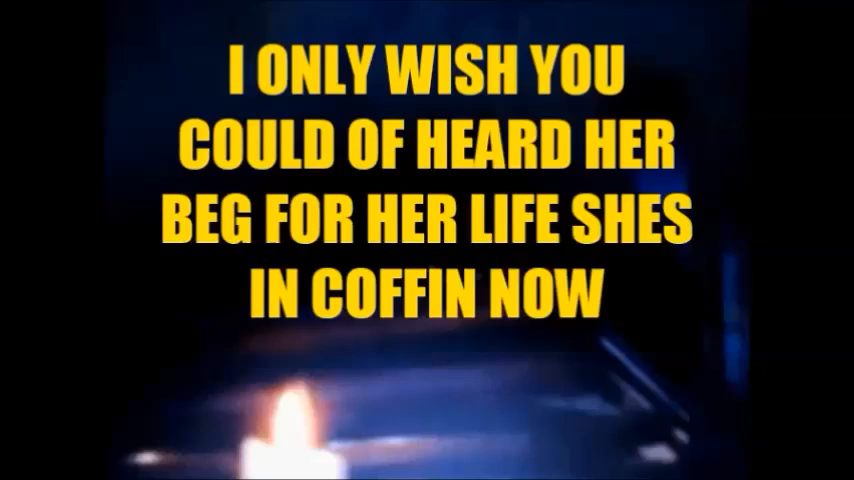 I ONLY WISH YOU
COULD OF HEARD HER
BEG FOR HER LIFE SHES
IN COFFIN NOW